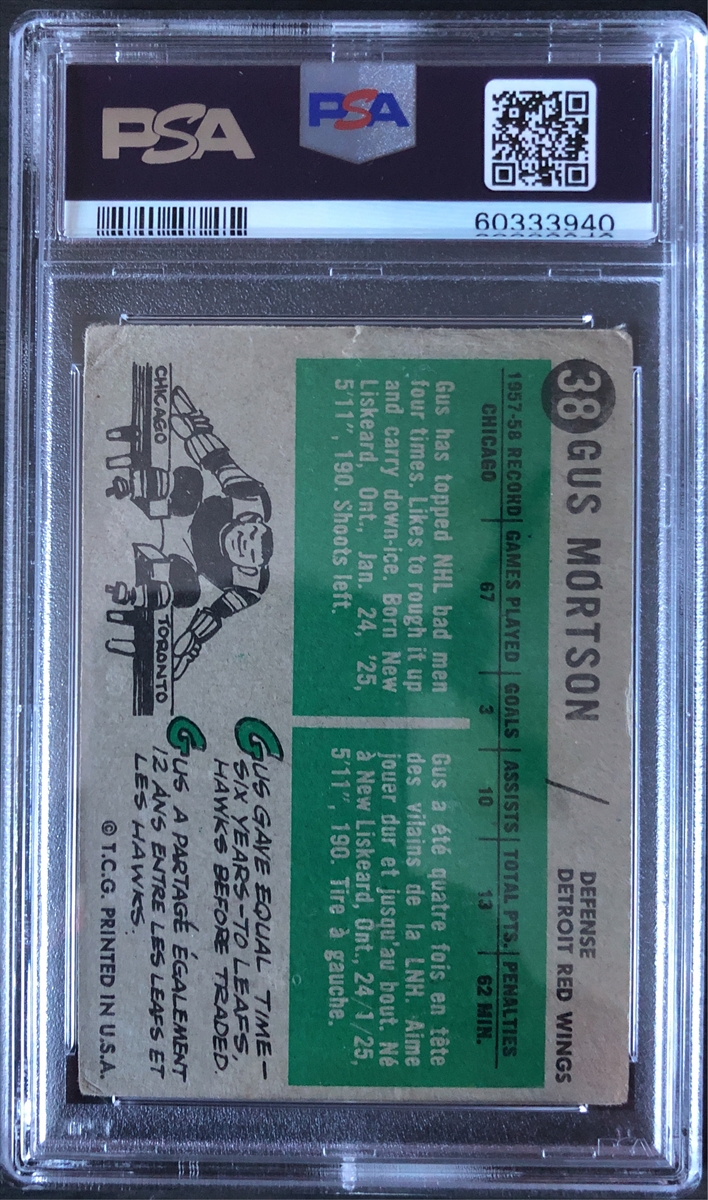 PSA
PSA
60333940
38 GUS MORTSON
DEFENSE
DETROIT RED WINGS
1957-58 RECORD GAMES PLAYED GOALS ASSISTS TOTAL PTS. PENALTIES
CHICAGO 67 3 10 13 62 MIN.
Gus has topped NHL bad men
four times. Likes to rough it up
and carry down-ice. Born New
Liskeard, Ont., Jan. 24, '25,
5'11", 190. Shoots left.
Gus a été quatre fois en tête
des vilains de la LNH. Aime
jouer dur et jusqu'au bout. Né
à New Liskeard, Ont., 24/1/25,
5'11", 190. Tire à gauche.
CHICAGO
TORONTO
GUS GAVE EQUAL TIME—
SIX YEARS—TO LEAFS,
HAWKS BEFORE TRADED.
GUS A PARTAGÉ ÉGALEMENT
12 ANS ENTRE LES LEAFS ET
LES HAWKS.
© T.C.G. PRINTED IN U.S.A.
PSA